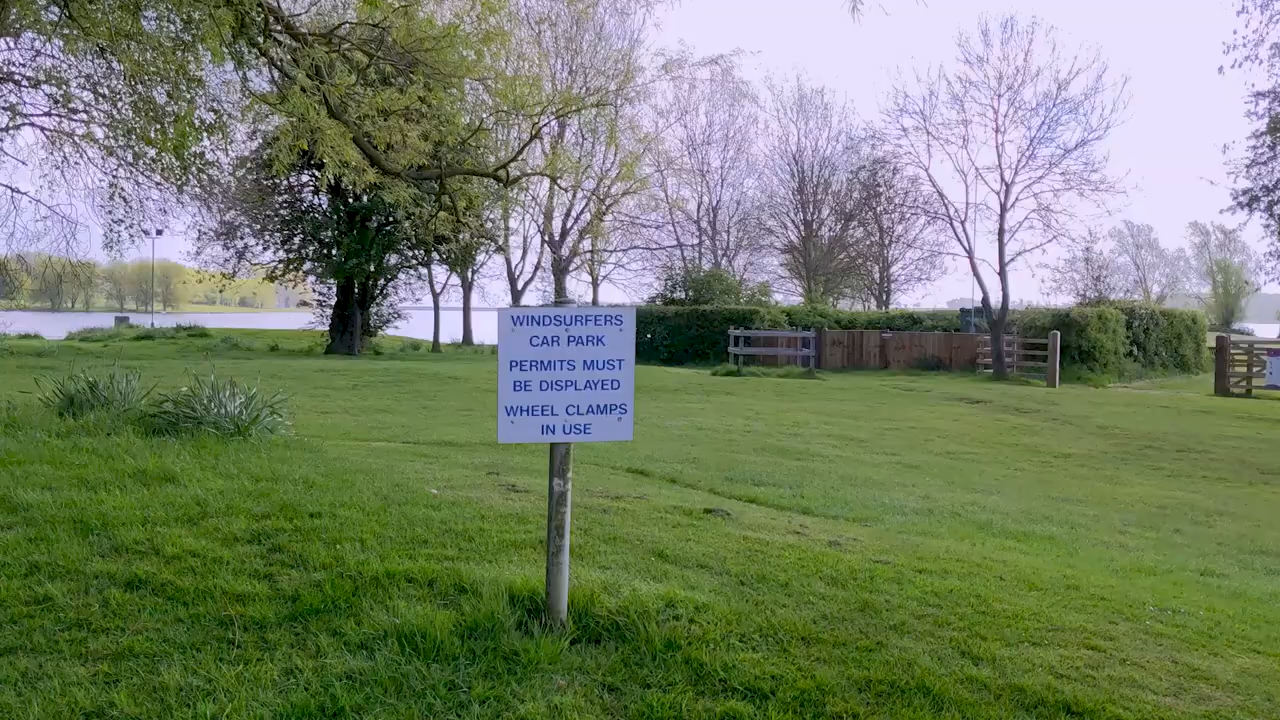 WINDSURFERS
CAR PARK
PERMITS MUST
BE DISPLAYED
WHEEL CLAMPS
IN USE